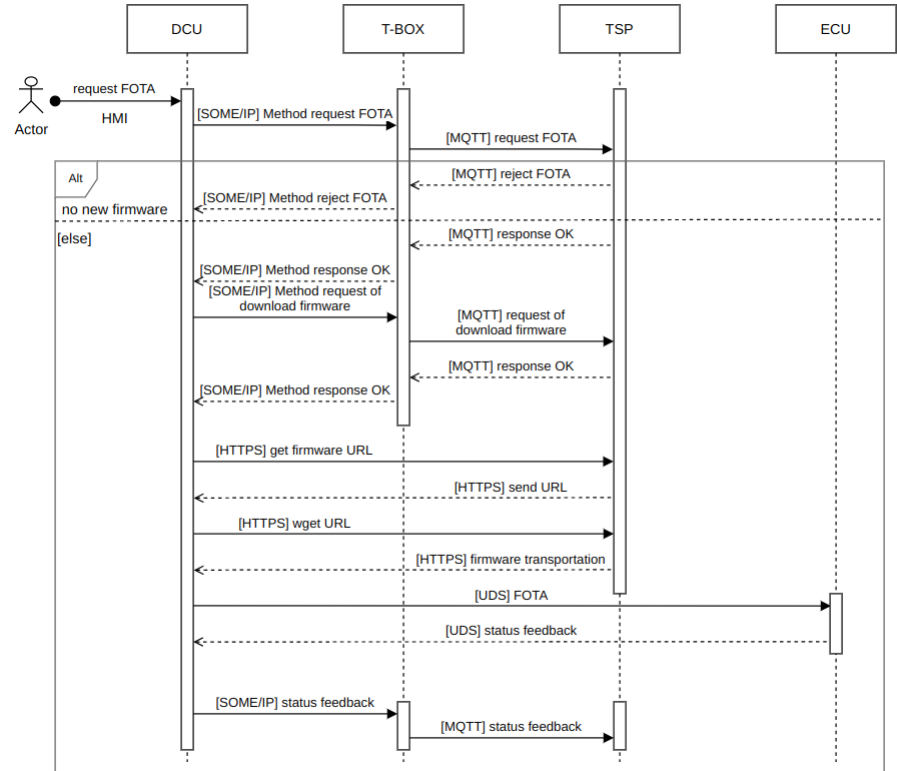 DCU
T-BOX
TSP
ECU
request FOTA
HMI
Actor
[SOME/IP] Method request FOTA
[MQTT] request FOTA
Alt
[MQTT] reject FOTA
[SOME/IP] Method reject FOTA
no new firmware
[else]
[MQTT] response OK
[SOME/IP] Method response OK
[SOME/IP] Method request of
download firmware
[MQTT] request of
download firmware
[MQTT] response OK
[SOME/IP] Method response OK
[HTTPS] get firmware URL
[HTTPS] send URL
[HTTPS] wget URL
[HTTPS] firmware transportation
[UDS] FOTA
[UDS] status feedback
[SOME/IP] status feedback
[MQTT] status feedback